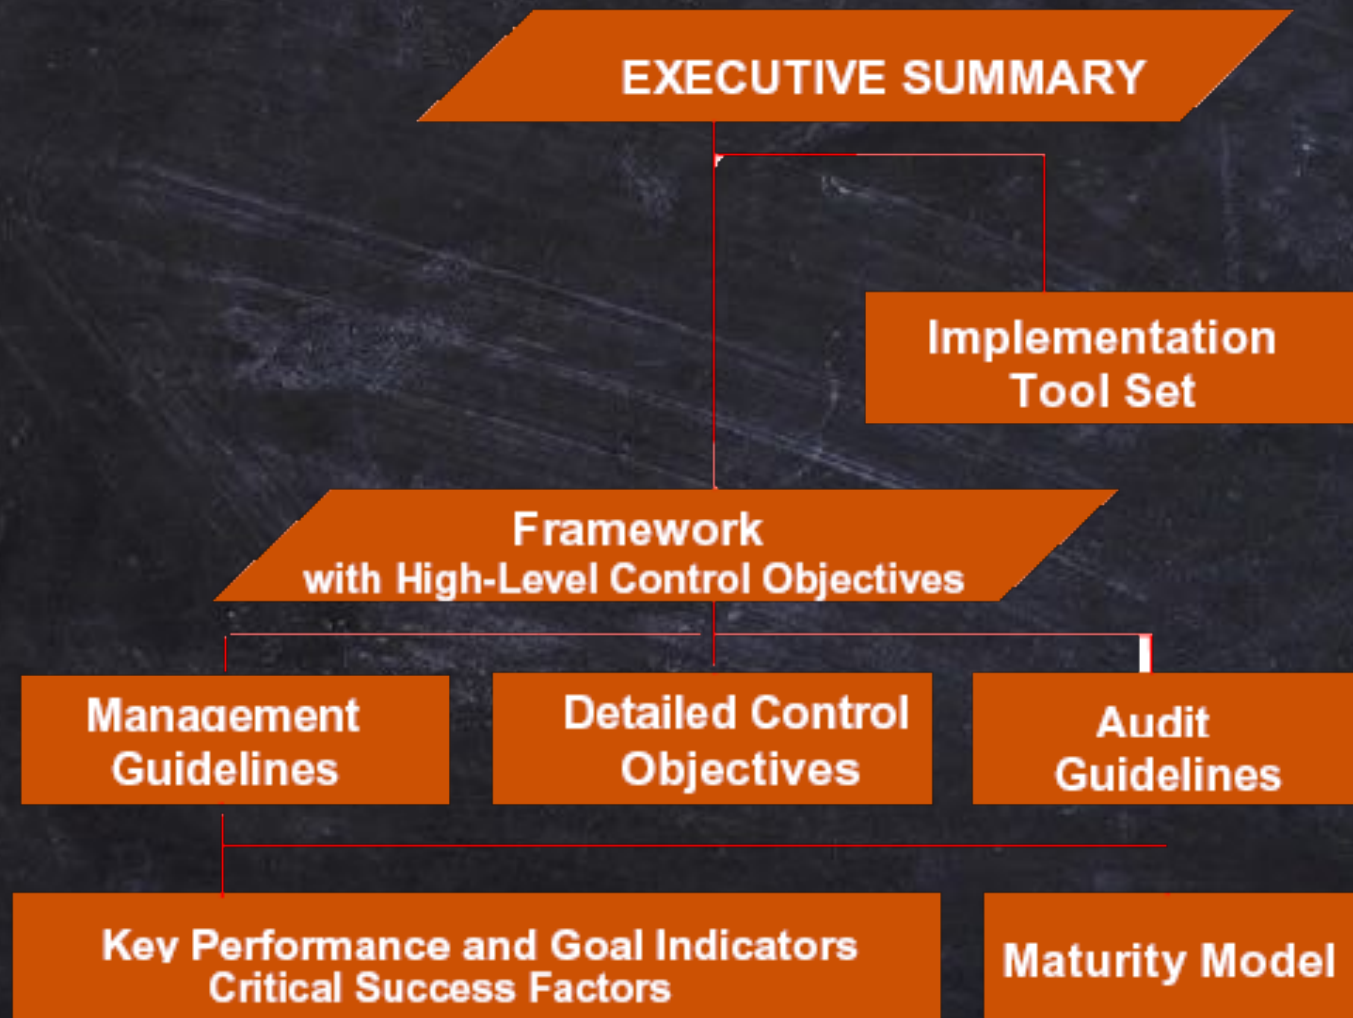 EXECUTIVE SUMMARY
Implementation
Tool Set
Framework
with High-Level Control Objectives
Management
Guidelines
Detailed Control
Objectives
Audit
Guidelines
Key Performance and Goal Indicators
Critical Success Factors
Maturity Model